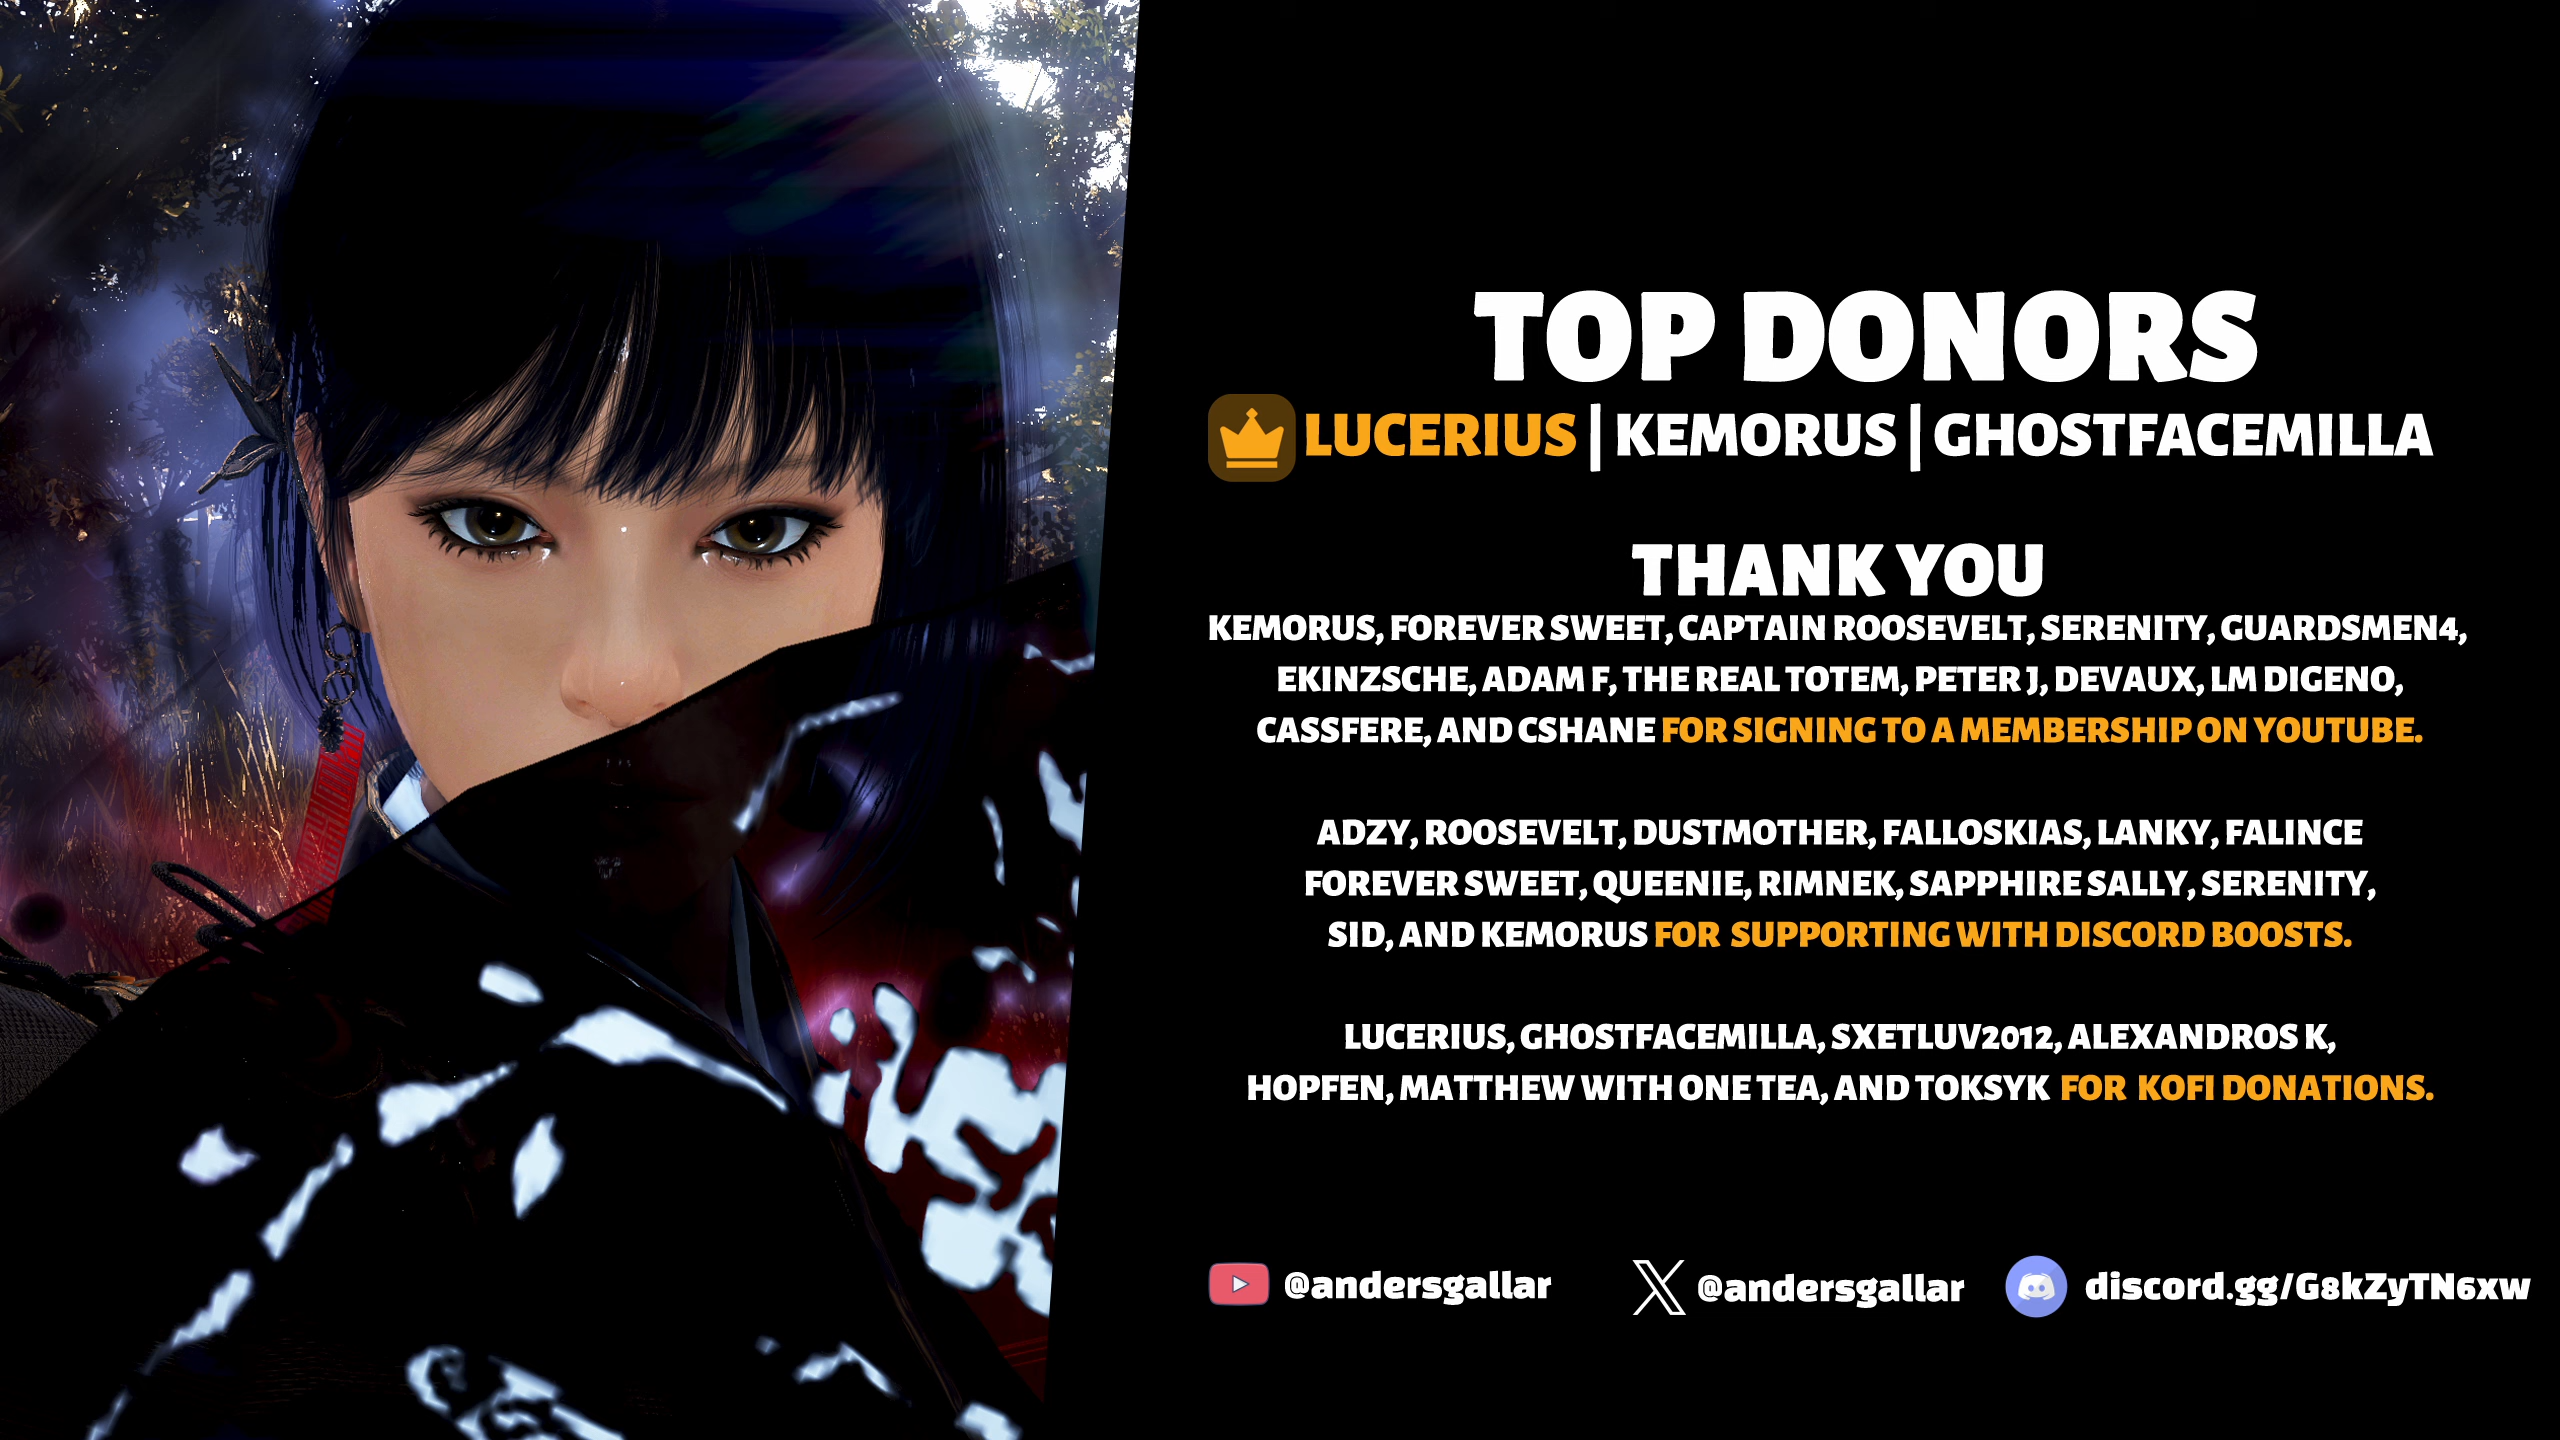 TOP DONORS
LUCERIUS | KEMORUS | GHOSTFACEMILLA
THANK YOU
KEMORUS, FOREVER SWEET, CAPTAIN ROOSEVELT, SERENITY, GUARDSMEN4,
EKINZSCHE, ADAM F, THE REAL TOTEM, PETER J, DEVAUX, LM DIGENO,
CASSFERE, AND CSHANE FOR SIGNING TO A MEMBERSHIP ON YOUTUBE.
ADZY, ROOSEVELT, DUSTMOTHER, FALLOSKIAS, LANKY, FALINCE
FOREVER SWEET, QUEENIE, RIMNEK, SAPPHIRE SALLY, SERENITY,
SID, AND KEMORUS FOR SUPPORTING WITH DISCORD BOOSTS.
LUCERIUS, GHOSTFACEMILLA, SXETLUV2012, ALEXANDROS K,
HOPFEN, MATTHEW WITH ONE TEA, AND TOKSYK FOR KOFI DONATIONS.
@andersgallar @andersgallar discord.gg/G8kZyTN6xw